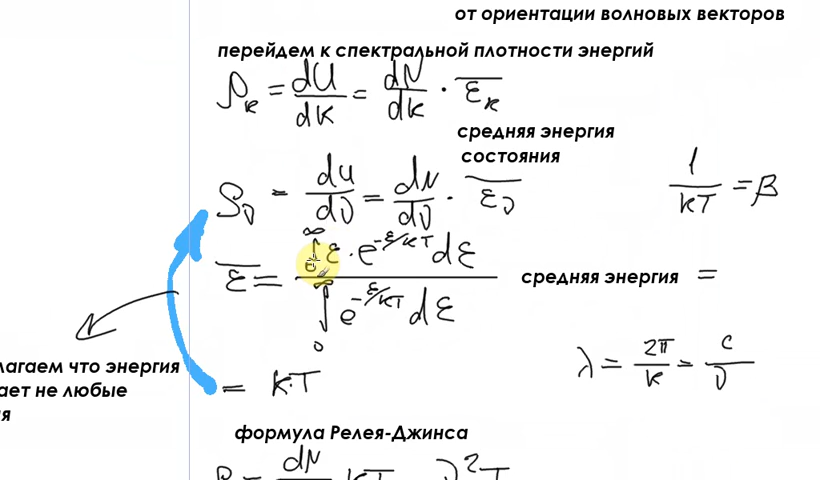 от ориентации волновых векторов
перейдем к спектральной плотности энергий
ρ_k = dU/dk = dN/dk · ε̅_k
средняя энергия
состояния
ρ_ν = dU/dν = dN/dν · ε̅_ν
1/kT = β
ε̅ = ∫₀^∞ ε · e^(-ε/kT) dε / ∫₀^∞ e^(-ε/kT) dε
средняя энергия =
λ = 2π/k = c/ν
лагаем что энергия
ает не любые
я
= k·T
формула Релея-Джинса
dN
kT
ν² T